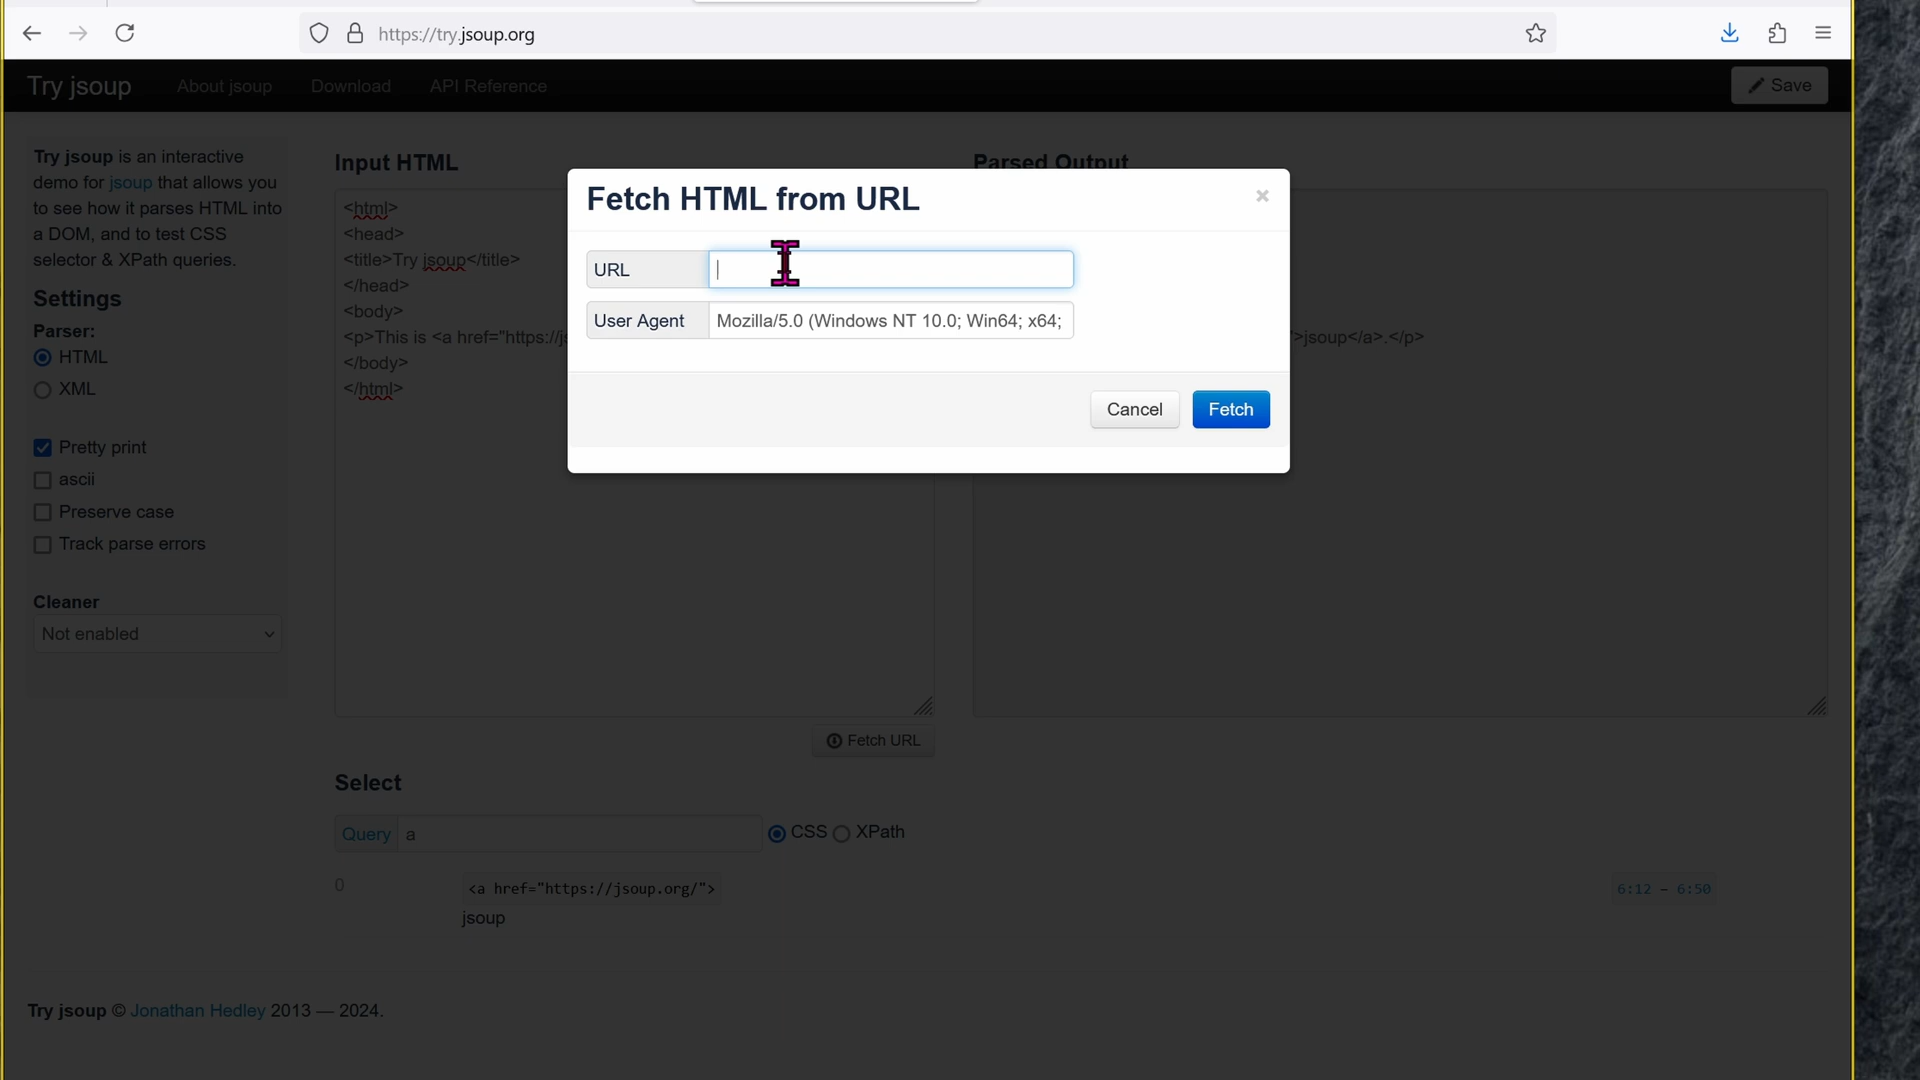 https://try.jsoup.org
Try jsoup
About jsoup
Download
API Reference
Save
Try jsoup is an interactive
demo for jsoup that allows you
to see how it parses HTML into
a DOM, and to test CSS
selector & XPath queries.
Settings
Parser:
HTML
XML
Pretty print
ascii
Preserve case
Track parse errors
Cleaner
Not enabled
Input HTML
<html>
<head>
<title>Try jsoup</title>
</head>
<body>
<p>This is <a href="https://j
</body>
</html>
Parsed Output
">jsoup</a>.</p>
Fetch HTML from URL
×
URL
User Agent
Mozilla/5.0 (Windows NT 10.0; Win64; x64;
Cancel
Fetch
Fetch URL
Select
Query
a
CSS
XPath
0
<a href="https://jsoup.org/">
jsoup
6:12 – 6:50
Try jsoup © Jonathan Hedley 2013 — 2024.